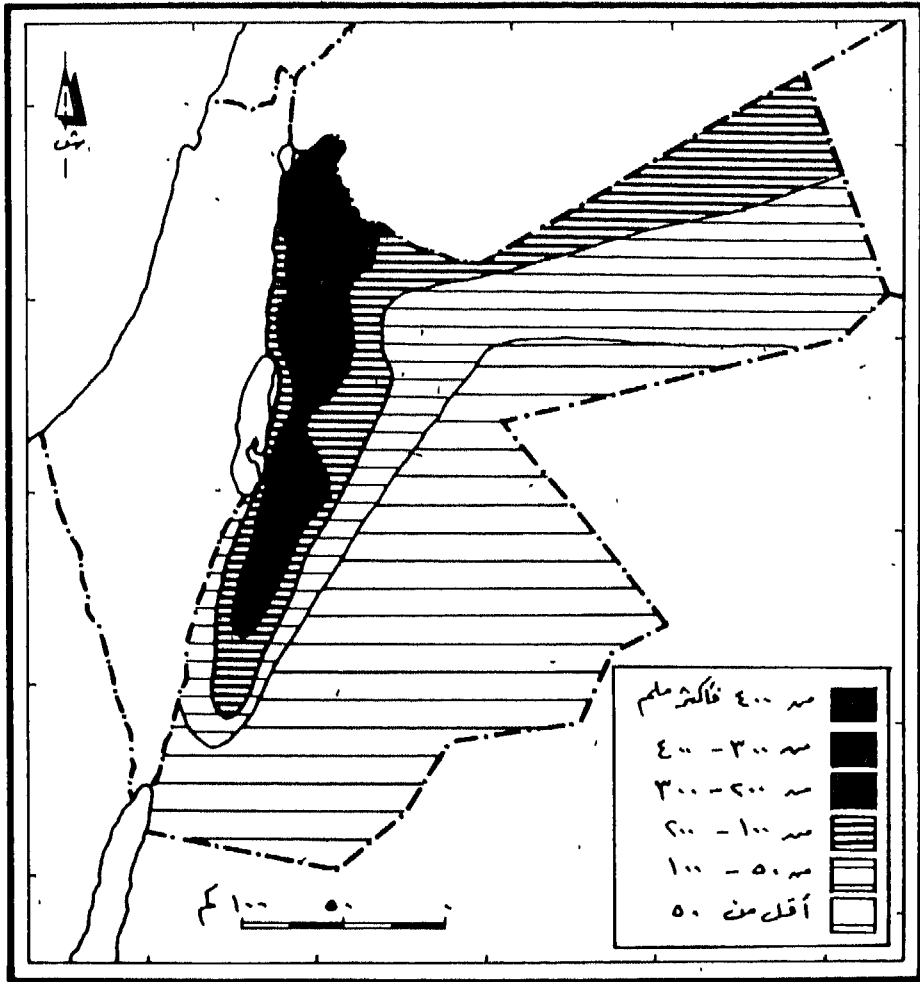 ش
من ٤٠٠ فأكثر ملم
من ٣٠٠ - ٤٠٠
من ٢٠٠ - ٣٠٠
من ١٠٠ - ٢٠٠
من ٥٠ - ١٠٠
أقل من ٥٠
٠ ٥٠ ١٠٠ كم